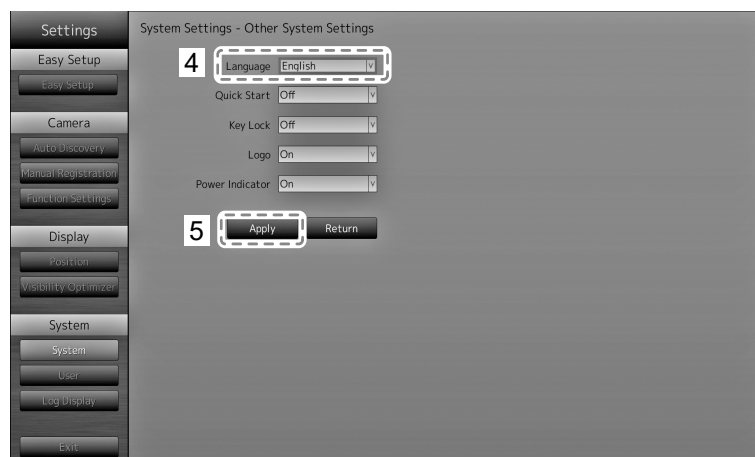 Settings
Easy Setup
Easy Setup
Camera
Auto Discovery
Manual Registration
Function Settings
Display
Position
Visibility Optimizer
System
System
User
Log Display
Exit
System Settings - Other System Settings
4
Language English
Quick Start Off
Key Lock Off
Logo On
Power Indicator On
5
Apply Return